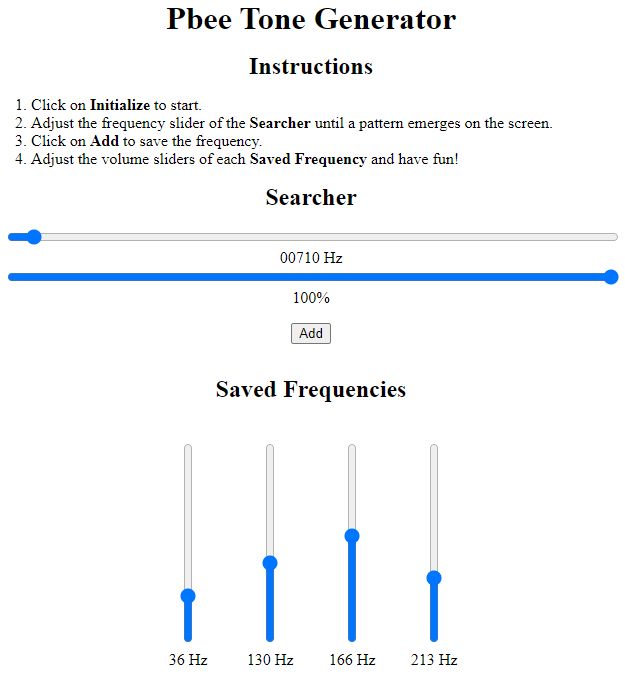 Pbee Tone Generator
Instructions
1. Click on Initialize to start.
2. Adjust the frequency slider of the Searcher until a pattern emerges on the screen.
3. Click on Add to save the frequency.
4. Adjust the volume sliders of each Saved Frequency and have fun!
Searcher
00710 Hz
100%
Add
Saved Frequencies
36 Hz 130 Hz 166 Hz 213 Hz